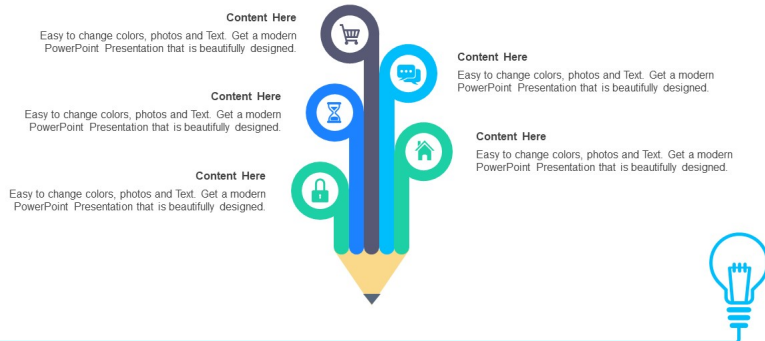 Content Here
Easy to change colors, photos and Text. Get a modern
PowerPoint Presentation that is beautifully designed.
Content Here
Easy to change colors, photos and Text. Get a modern
PowerPoint Presentation that is beautifully designed.
Content Here
Easy to change colors, photos and Text. Get a modern
PowerPoint Presentation that is beautifully designed.
Content Here
Easy to change colors, photos and Text. Get a modern
PowerPoint Presentation that is beautifully designed.
Content Here
Easy to change colors, photos and Text. Get a modern
PowerPoint Presentation that is beautifully designed.